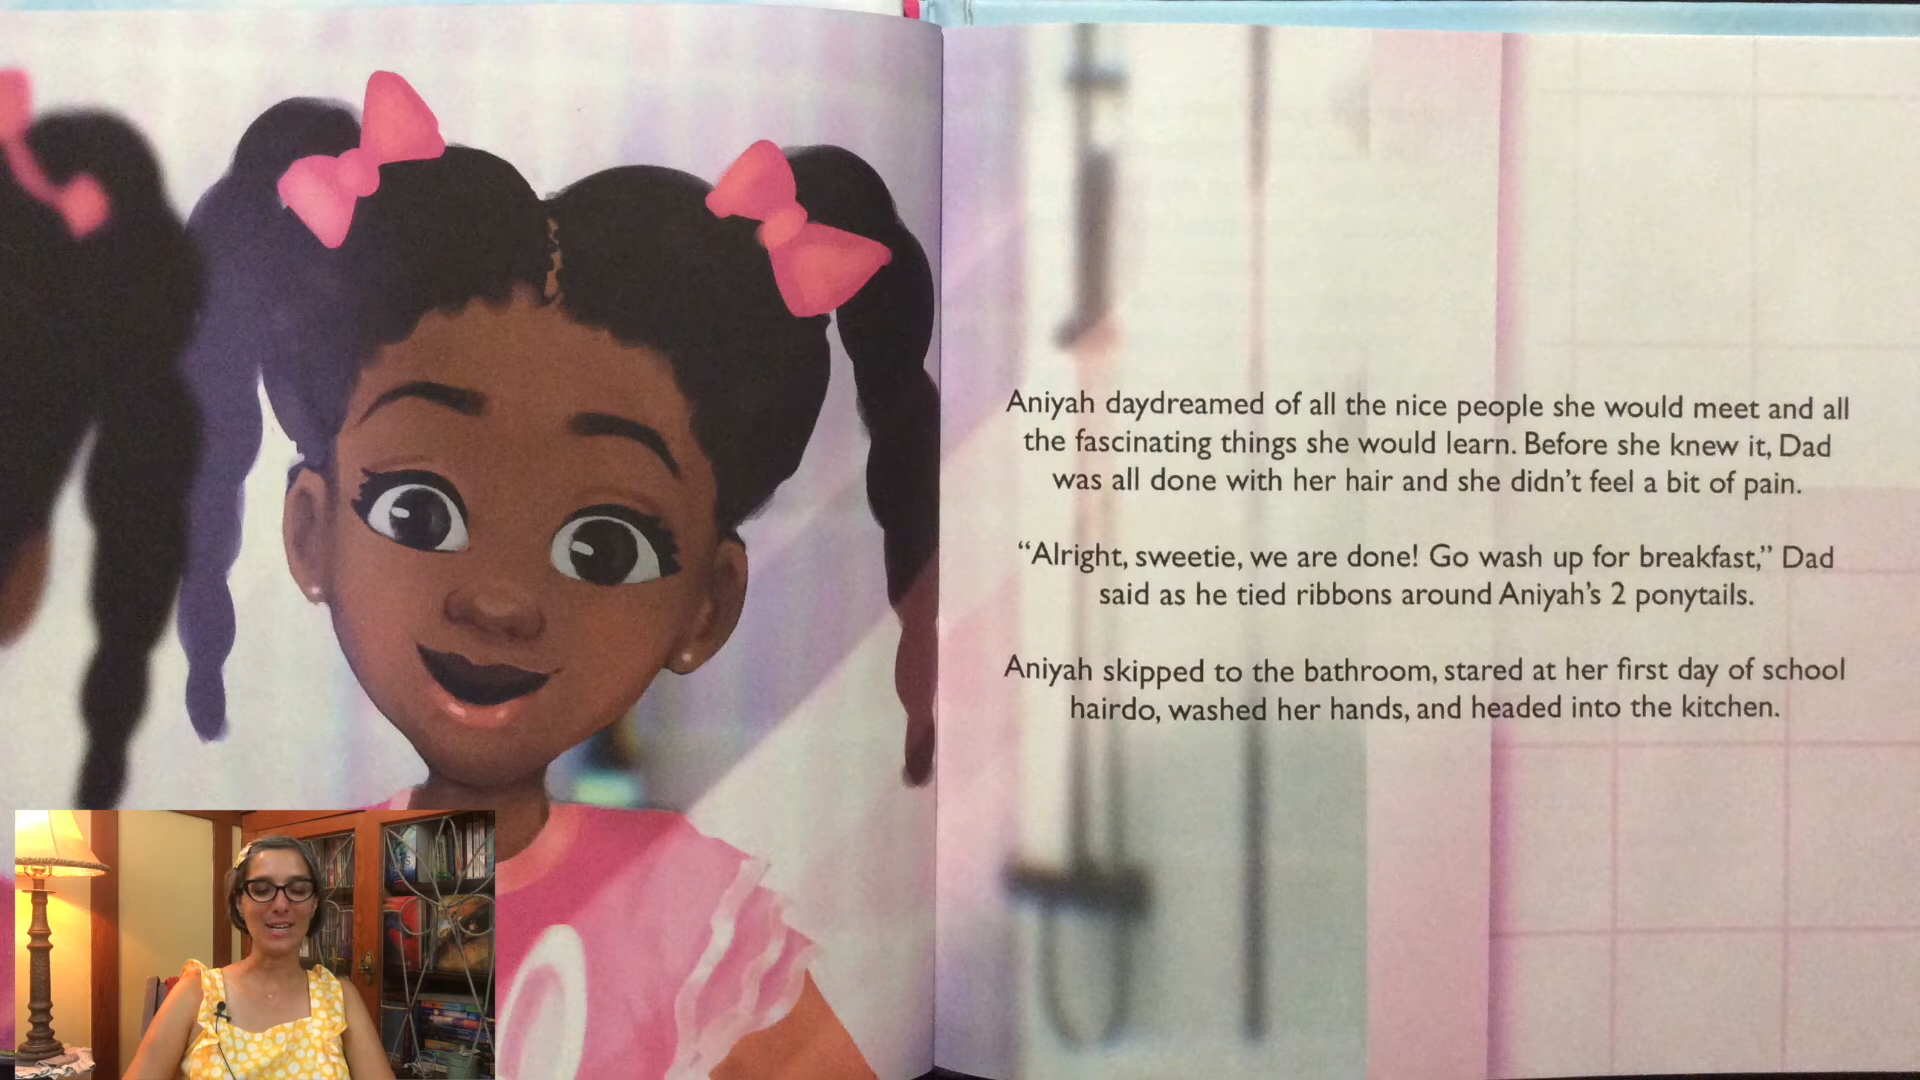 Aniyah daydreamed of all the nice people she would meet and all
the fascinating things she would learn. Before she knew it, Dad
was all done with her hair and she didn't feel a bit of pain.
“Alright, sweetie, we are done! Go wash up for breakfast,” Dad
said as he tied ribbons around Aniyah's 2 ponytails.
Aniyah skipped to the bathroom, stared at her first day of school
hairdo, washed her hands, and headed into the kitchen.